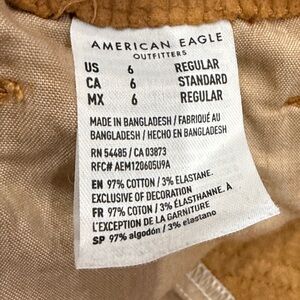 AMERICAN EAGLE
OUTFITTERS
US 6 REGULAR
CA 6 STANDARD
MX 6 REGULAR
MADE IN BANGLADESH / FABRIQUÉ AU
BANGLADESH / HECHO EN BANGLADESH
RN 54485 / CA 03873
RFC# AEM120605U9A
EN 97% COTTON / 3% ELASTANE.
EXCLUSIVE OF DECORATION
FR 97% COTON / 3% ÉLASTHANNE. À
L'EXCEPTION DE LA GARNITURE
SP 97% algodón / 3% elastano